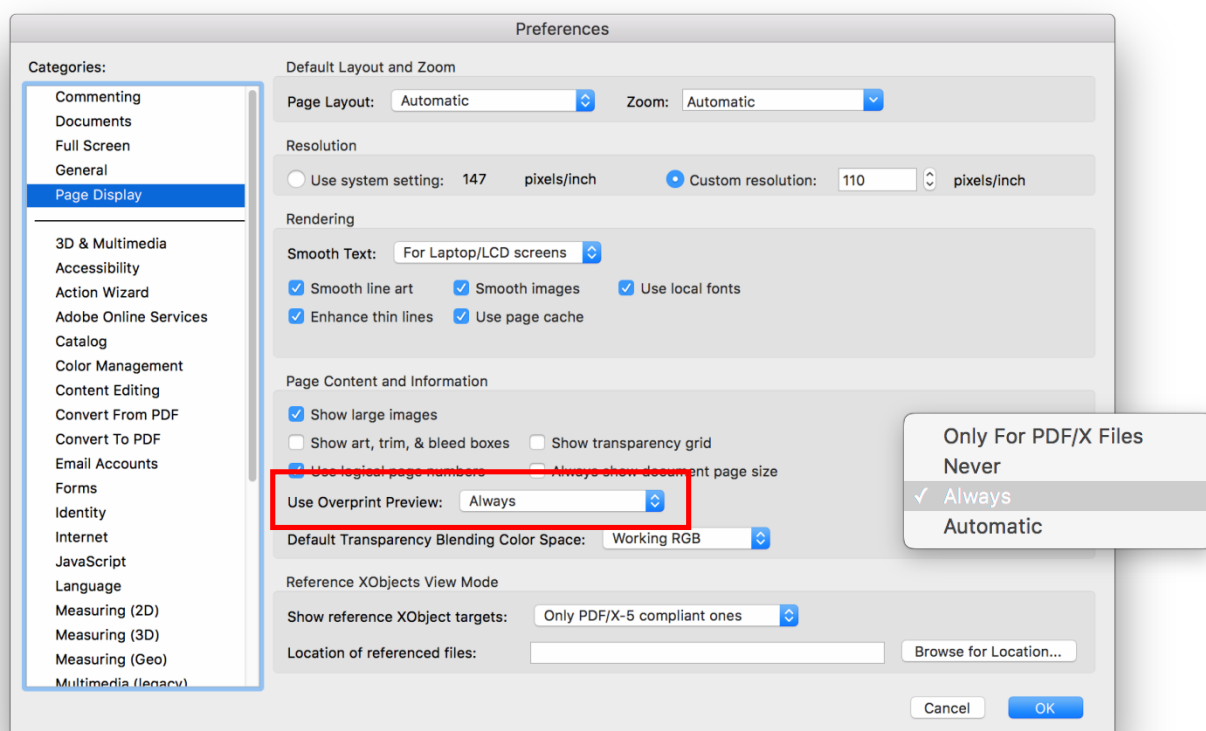 Preferences
Categories:
Commenting
Documents
Full Screen
General
Page Display
3D & Multimedia
Accessibility
Action Wizard
Adobe Online Services
Catalog
Color Management
Content Editing
Convert From PDF
Convert To PDF
Email Accounts
Forms
Identity
Internet
JavaScript
Language
Measuring (2D)
Measuring (3D)
Measuring (Geo)
Multimedia (legacy)
Default Layout and Zoom
Page Layout: Automatic Zoom: Automatic
Resolution
Use system setting: 147 pixels/inch Custom resolution: 110 pixels/inch
Rendering
Smooth Text: For Laptop/LCD screens
Smooth line art Smooth images Use local fonts
Enhance thin lines Use page cache
Page Content and Information
Show large images
Show art, trim, & bleed boxes Show transparency grid
Use logical page numbers Always show document page size
Use Overprint Preview: Always
Default Transparency Blending Color Space: Working RGB
Reference XObjects View Mode
Show reference XObject targets: Only PDF/X-5 compliant ones
Location of referenced files: Browse for Location...
Cancel OK
Only For PDF/X Files
Never
✓ Always
Automatic